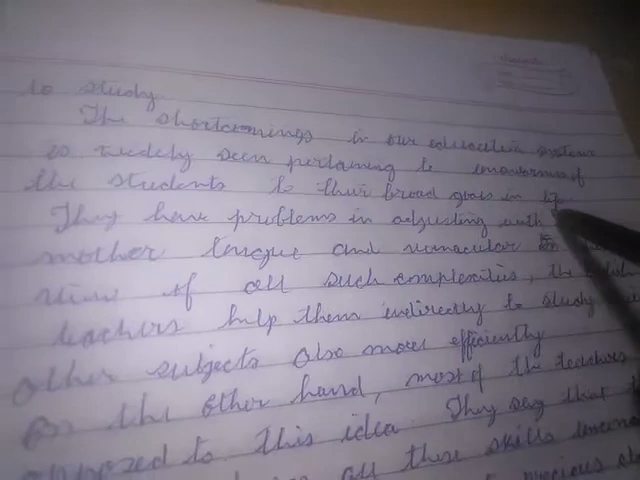 to study
The shortcomings in our education systems
is widely seen pertaining to unawareness of
the students to their broad goals in
They have problems in adjusting with
mother tongue and vernacular
view of all such complexities, the
teachers help them indirectly to study
other subjects also more efficiently
On the other hand, most of the teachers
opposed to this idea. They say that
all these skills